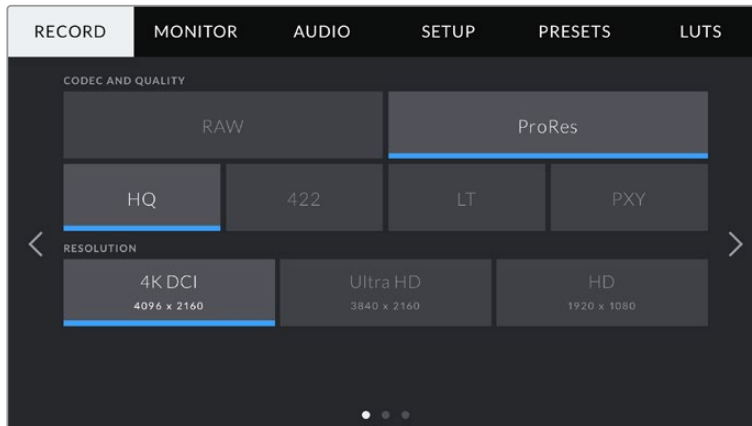 RECORD MONITOR AUDIO SETUP PRESETS LUTS
CODEC AND QUALITY
RAW ProRes
HQ 422 LT PXY
RESOLUTION
4K DCI Ultra HD HD
4096 x 2160 3840 x 2160 1920 x 1080